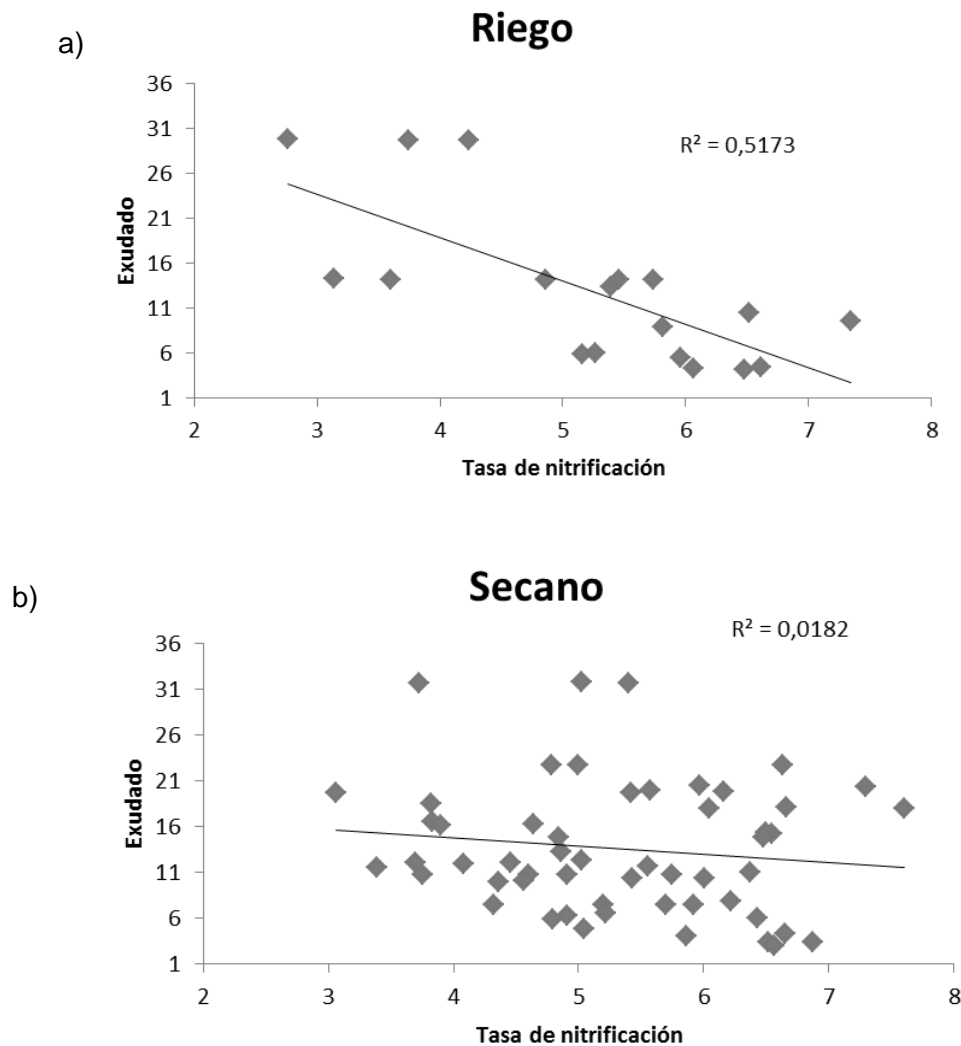 a)
Riego
36
31
26
21
16
11
6
1
Exudado
R² = 0,5173
2 3 4 5 6 7 8
Tasa de nitrificación
b)
Secano
R² = 0,0182
36
31
26
21
16
11
6
1
Exudado
2 3 4 5 6 7 8
Tasa de nitrificación